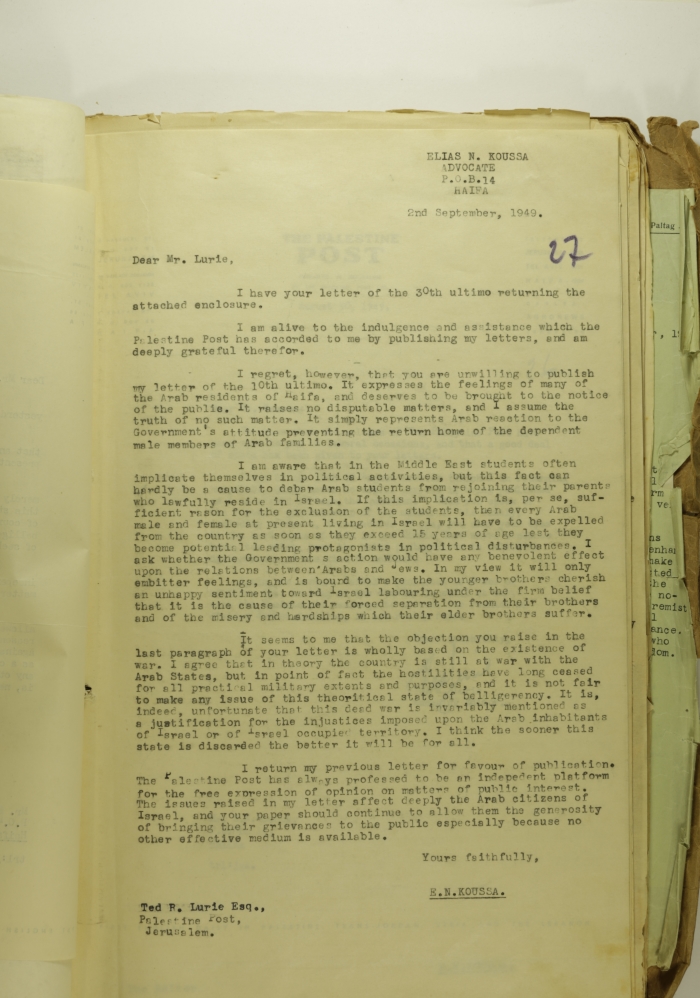 ELIAS N. KOUSSA
ADVOCATE
P.O.B.14
HAIFA
2nd September, 1949.
27
Dear Mr. Lurie,
I have your letter of the 30th ultimo returning the
attached enclosure.
I am alive to the indulgence and assistance which the
Palestine Post has accorded to me by publishing my letters, and am
deeply grateful therefor.
I regret, however, that you are unwilling to publish
my letter of the 10th ultimo. It expresses the feelings of many of
the Arab residents of Haifa, and deserves to be brought to the notice
of the public. It raises no disputable matters, and I assume the
truth of no such matter. It simply represents Arab reaction to the
Government's attitude preventing the return home of the dependent
male members of Arab families.
I am aware that in the Middle East students often
implicate themselves in political activities, but this fact can
hardly be a cause to debar Arab students from rejoining their parents
who lawfully reside in Israel. If this implication is, per se, suf-
ficient rason for the exclusion of the students, then every Arab
male and female at present living in Israel will have to be expelled
from the country as soon as they exceed 15 years of age lest they
become potential leading protagonists in political disturbances. I
ask whether the Government s action would have any benevolent effect
upon the relations between Arabs and Jews. In my view it will only
embitter feelings, and is bound to make the younger brothers cherish
an unhappy sentiment toward Israel labouring under the firm belief
that it is the cause of their forced separation from their brothers
and of the misery and hardships which their elder brothers suffer.
It seems to me that the objection you raise in the
last paragraph of your letter is wholly based on the existence of
war. I agree that in theory the country is still at war with the
Arab States, but in point of fact the hostilities have long ceased
for all practical military extents and purposes, and it is not fair
to make any issue of this theoritical state of belligerency. It is,
indeed, unfortunate that this dead war is invariably mentioned as
a justification for the injustices imposed upon the Arab inhabitants
of Israel or of Israel occupied territory. I think the sooner this
state is discarded the better it will be for all.
I return my previous letter for favour of publication.
The Palestine Post has always professed to be an indepedent platform
for the free expression of opinion on matters of public interest.
The issues raised in my letter affect deeply the Arab citizens of
Israel, and your paper should continue to allow them the generosity
of bringing their grievances to the public especially because no
other effective medium is available.
Yours faithfully,
E.N.KOUSSA.
Ted R. Lurie Esq.,
Palestine Post,
Jerusalem.